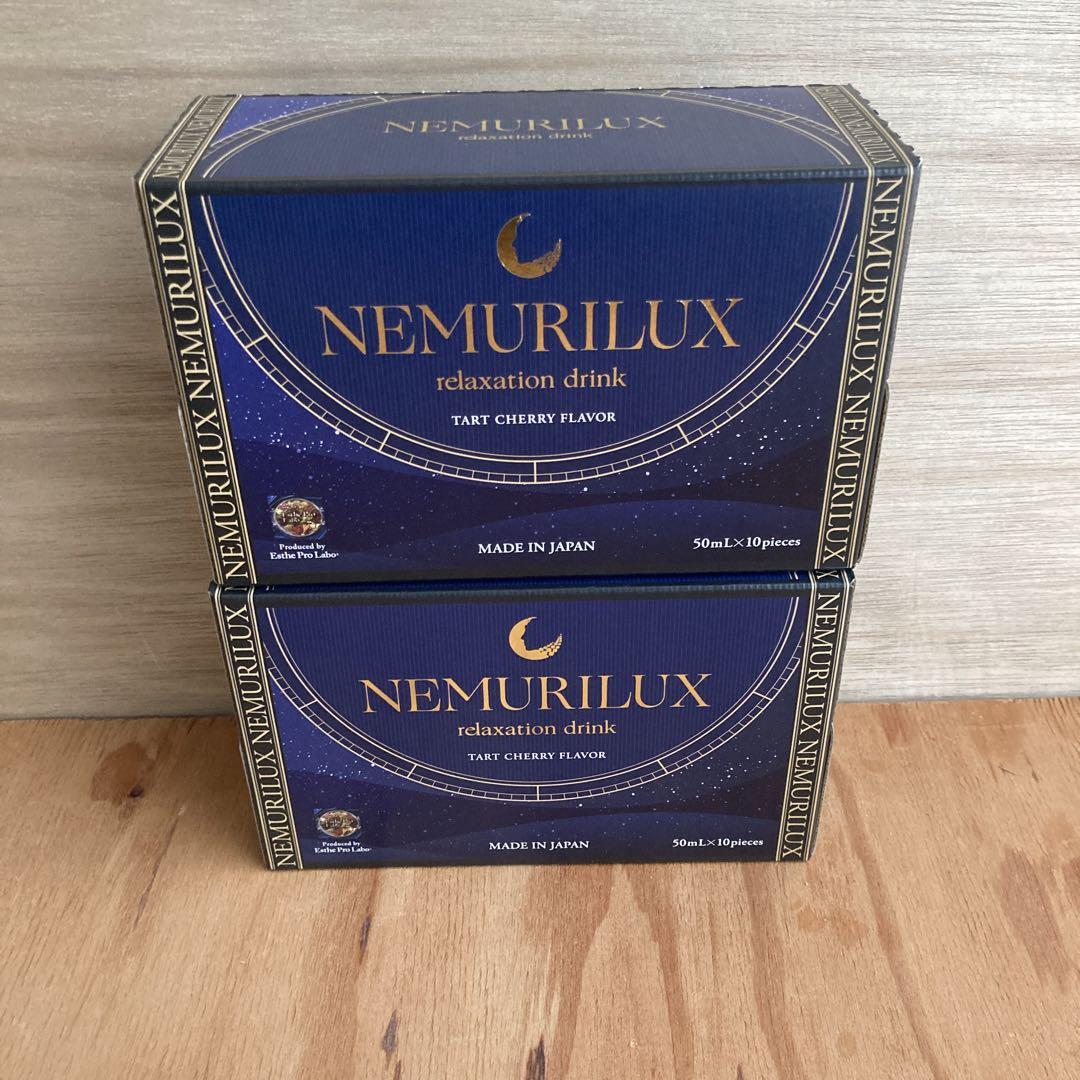 NEMURILUX
relaxation drink
NEMURILUX
relaxation drink
TART CHERRY FLAVOR
Produced by
Esthe Pro Labo
MADE IN JAPAN
50mL×10pieces
NEMURILUX NEMURILUX
NEMURILUX NEMURILUX
NEMURILUX
relaxation drink
TART CHERRY FLAVOR
Produced by
Esthe Pro Labo
MADE IN JAPAN
50mL×10pieces
NEMURILUX NEMURILUX
NEMURILUX NEMURILUX